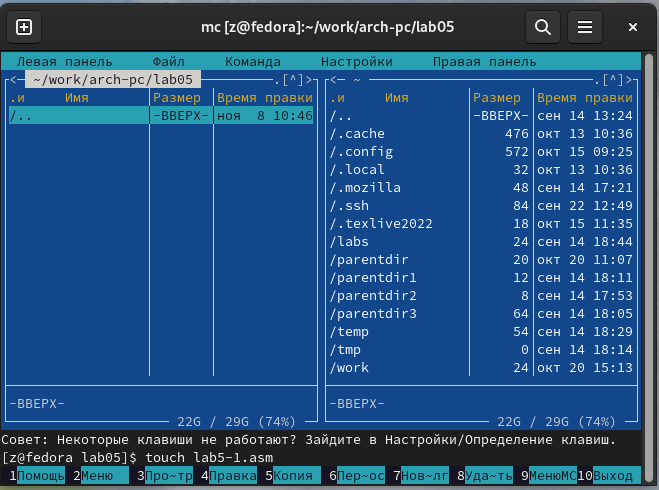 mc [z@fedora]:~/work/arch-pc/lab05
Левая панель Файл Команда Настройки Правая панель
<─ ~/work/arch-pc/lab05 ─.[^]>
.и Имя Размер Время правки
/.. -ВВЕРХ- ноя 8 10:46
-ВВЕРХ-
22G / 29G (74%)
<─ ~ ─.[^]>
.и Имя Размер Время правки
/.. -ВВЕРХ- сен 14 13:24
/.cache 476 окт 13 10:36
/.config 572 окт 15 09:25
/.local 32 окт 13 10:36
/.mozilla 48 сен 14 17:21
/.ssh 84 сен 22 12:49
/.texlive2022 18 окт 15 11:35
/labs 24 сен 14 18:44
/parentdir 20 окт 20 11:07
/parentdir1 12 сен 14 18:11
/parentdir2 8 сен 14 17:53
/parentdir3 64 сен 14 18:05
/temp 54 сен 14 18:29
/tmp 0 сен 14 18:14
/work 24 окт 20 15:13
-ВВЕРХ-
22G / 29G (74%)
Совет: Некоторые клавиши не работают? Зайдите в Настройки/Определение клавиш.
[z@fedora lab05]$ touch lab5-1.asm
1Помощь 2Меню 3Про~тр 4Правка 5Копия 6Пер~ос 7Нов~лг 8Уда~ть 9МенюMC 10Выход